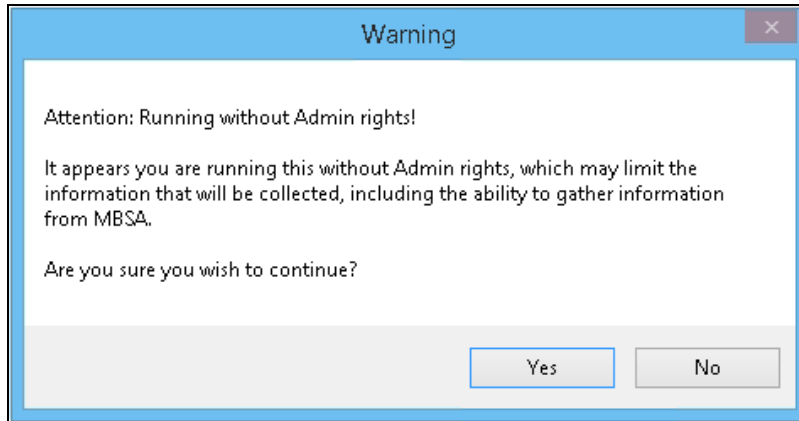 Warning
Attention: Running without Admin rights!
It appears you are running this without Admin rights, which may limit the
information that will be collected, including the ability to gather information
from MBSA.
Are you sure you wish to continue?
Yes
No